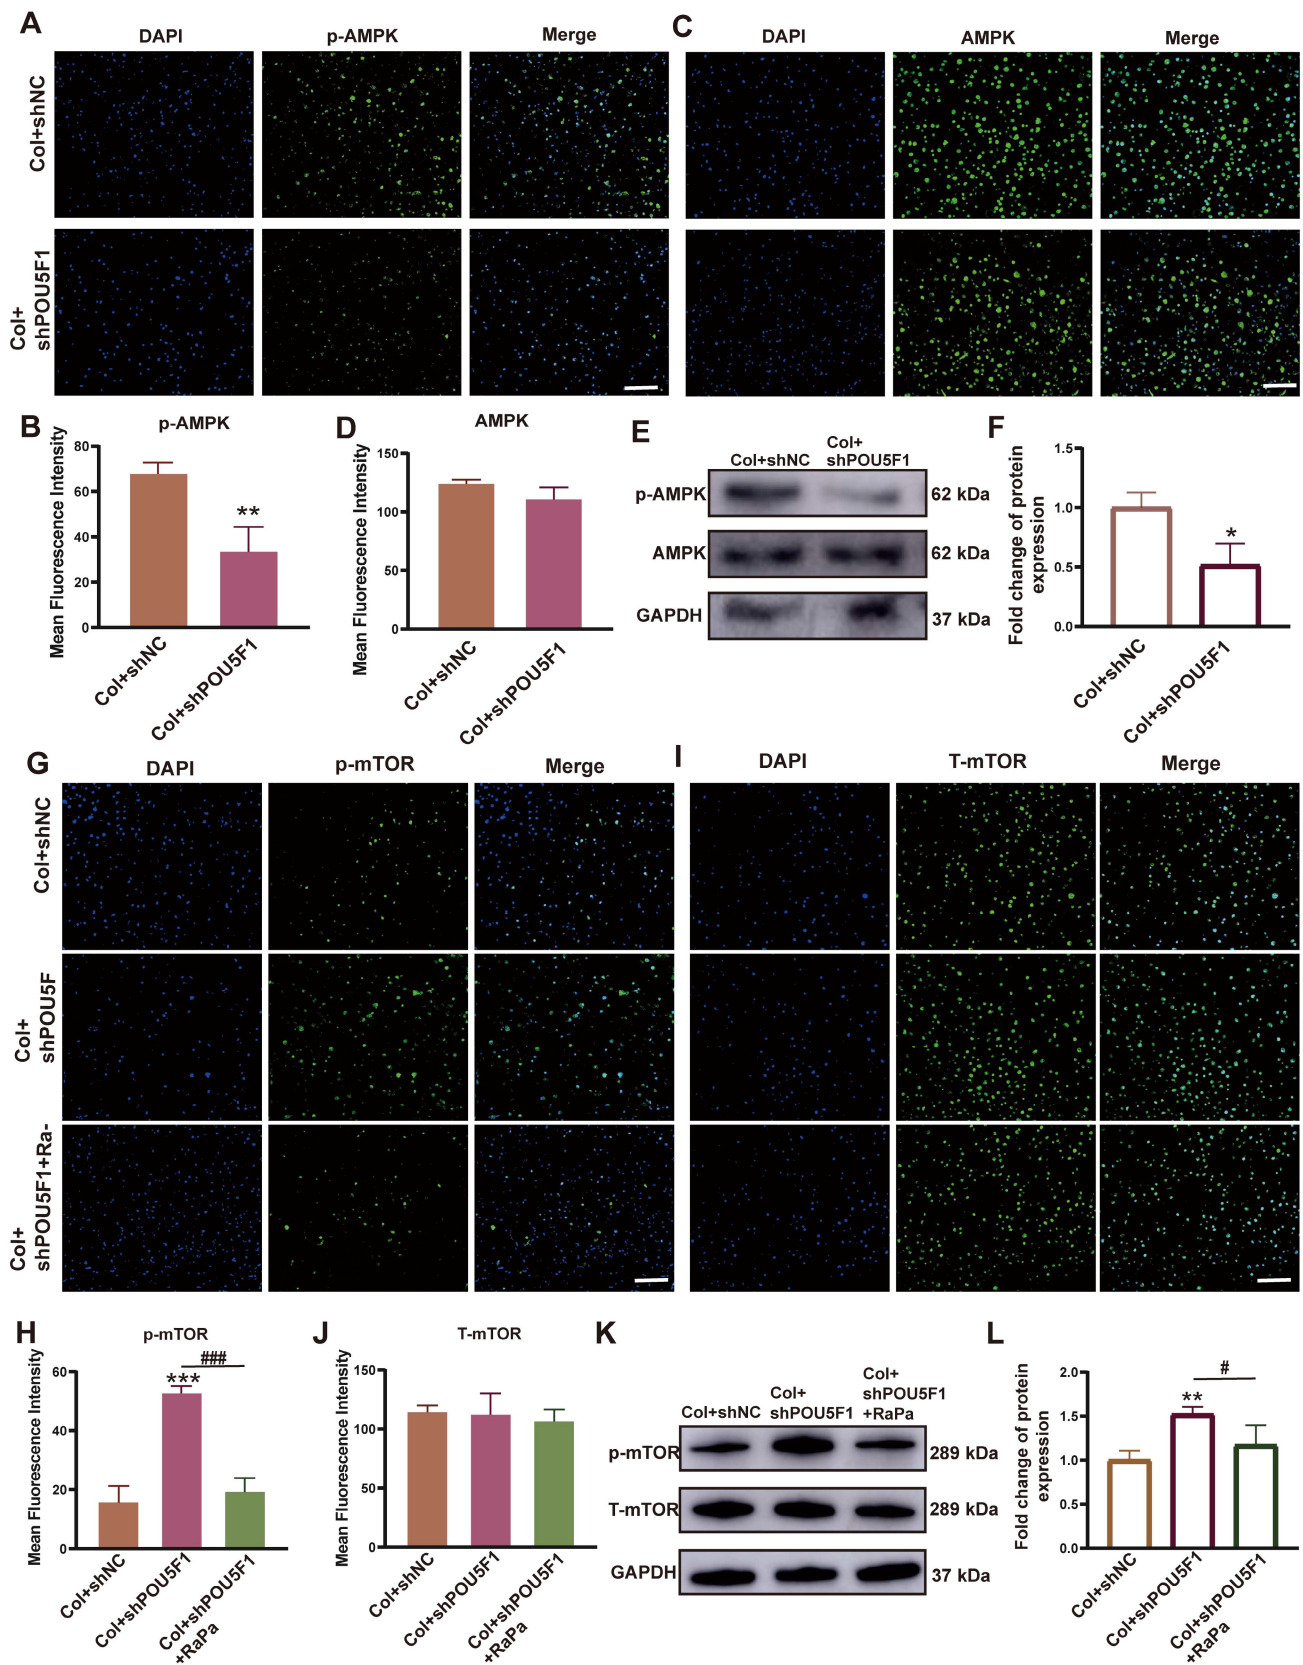 A
DAPI
p-AMPK
Merge
Col+shNC
Col+
shPOU5F1
C
DAPI
AMPK
Merge
B
p-AMPK
Mean Fluorescence Intensity
80
60
40
20
0
**
Col+shNC
Col+shPOU5F1
D
AMPK
Mean Fluorescence Intensity
150
100
50
0
Col+shNC
Col+shPOU5F1
E
Col+shNC
Col+
shPOU5F1
p-AMPK
62 kDa
AMPK
62 kDa
GAPDH
37 kDa
F
Fold change of protein
expression
1.5
1.0
0.5
0.0
*
Col+shNC
Col+shPOU5F1
G
DAPI
p-mTOR
Merge
Col+shNC
Col+
shPOU5F
Col+
shPOU5F1+Ra-
I
DAPI
T-mTOR
Merge
H
p-mTOR
Mean Fluorescence Intensity
60
40
20
0
***
###
Col+shNC
Col+shPOU5F1
Col+shPOU5F1
+RaPa
J
T-mTOR
Mean Fluorescence Intensity
150
100
50
0
Col+shNC
Col+shPOU5F1
Col+shPOU5F1
+RaPa
K
Col+shNC
Col+
shPOU5F1
Col+
shPOU5F1
+RaPa
p-mTOR
289 kDa
T-mTOR
289 kDa
GAPDH
37 kDa
L
Fold change of protein
expression
2.0
1.5
1.0
0.5
0.0
**
#
Col+shNC
Col+shPOU5F1
Col+shPOU5F1
+RaPa